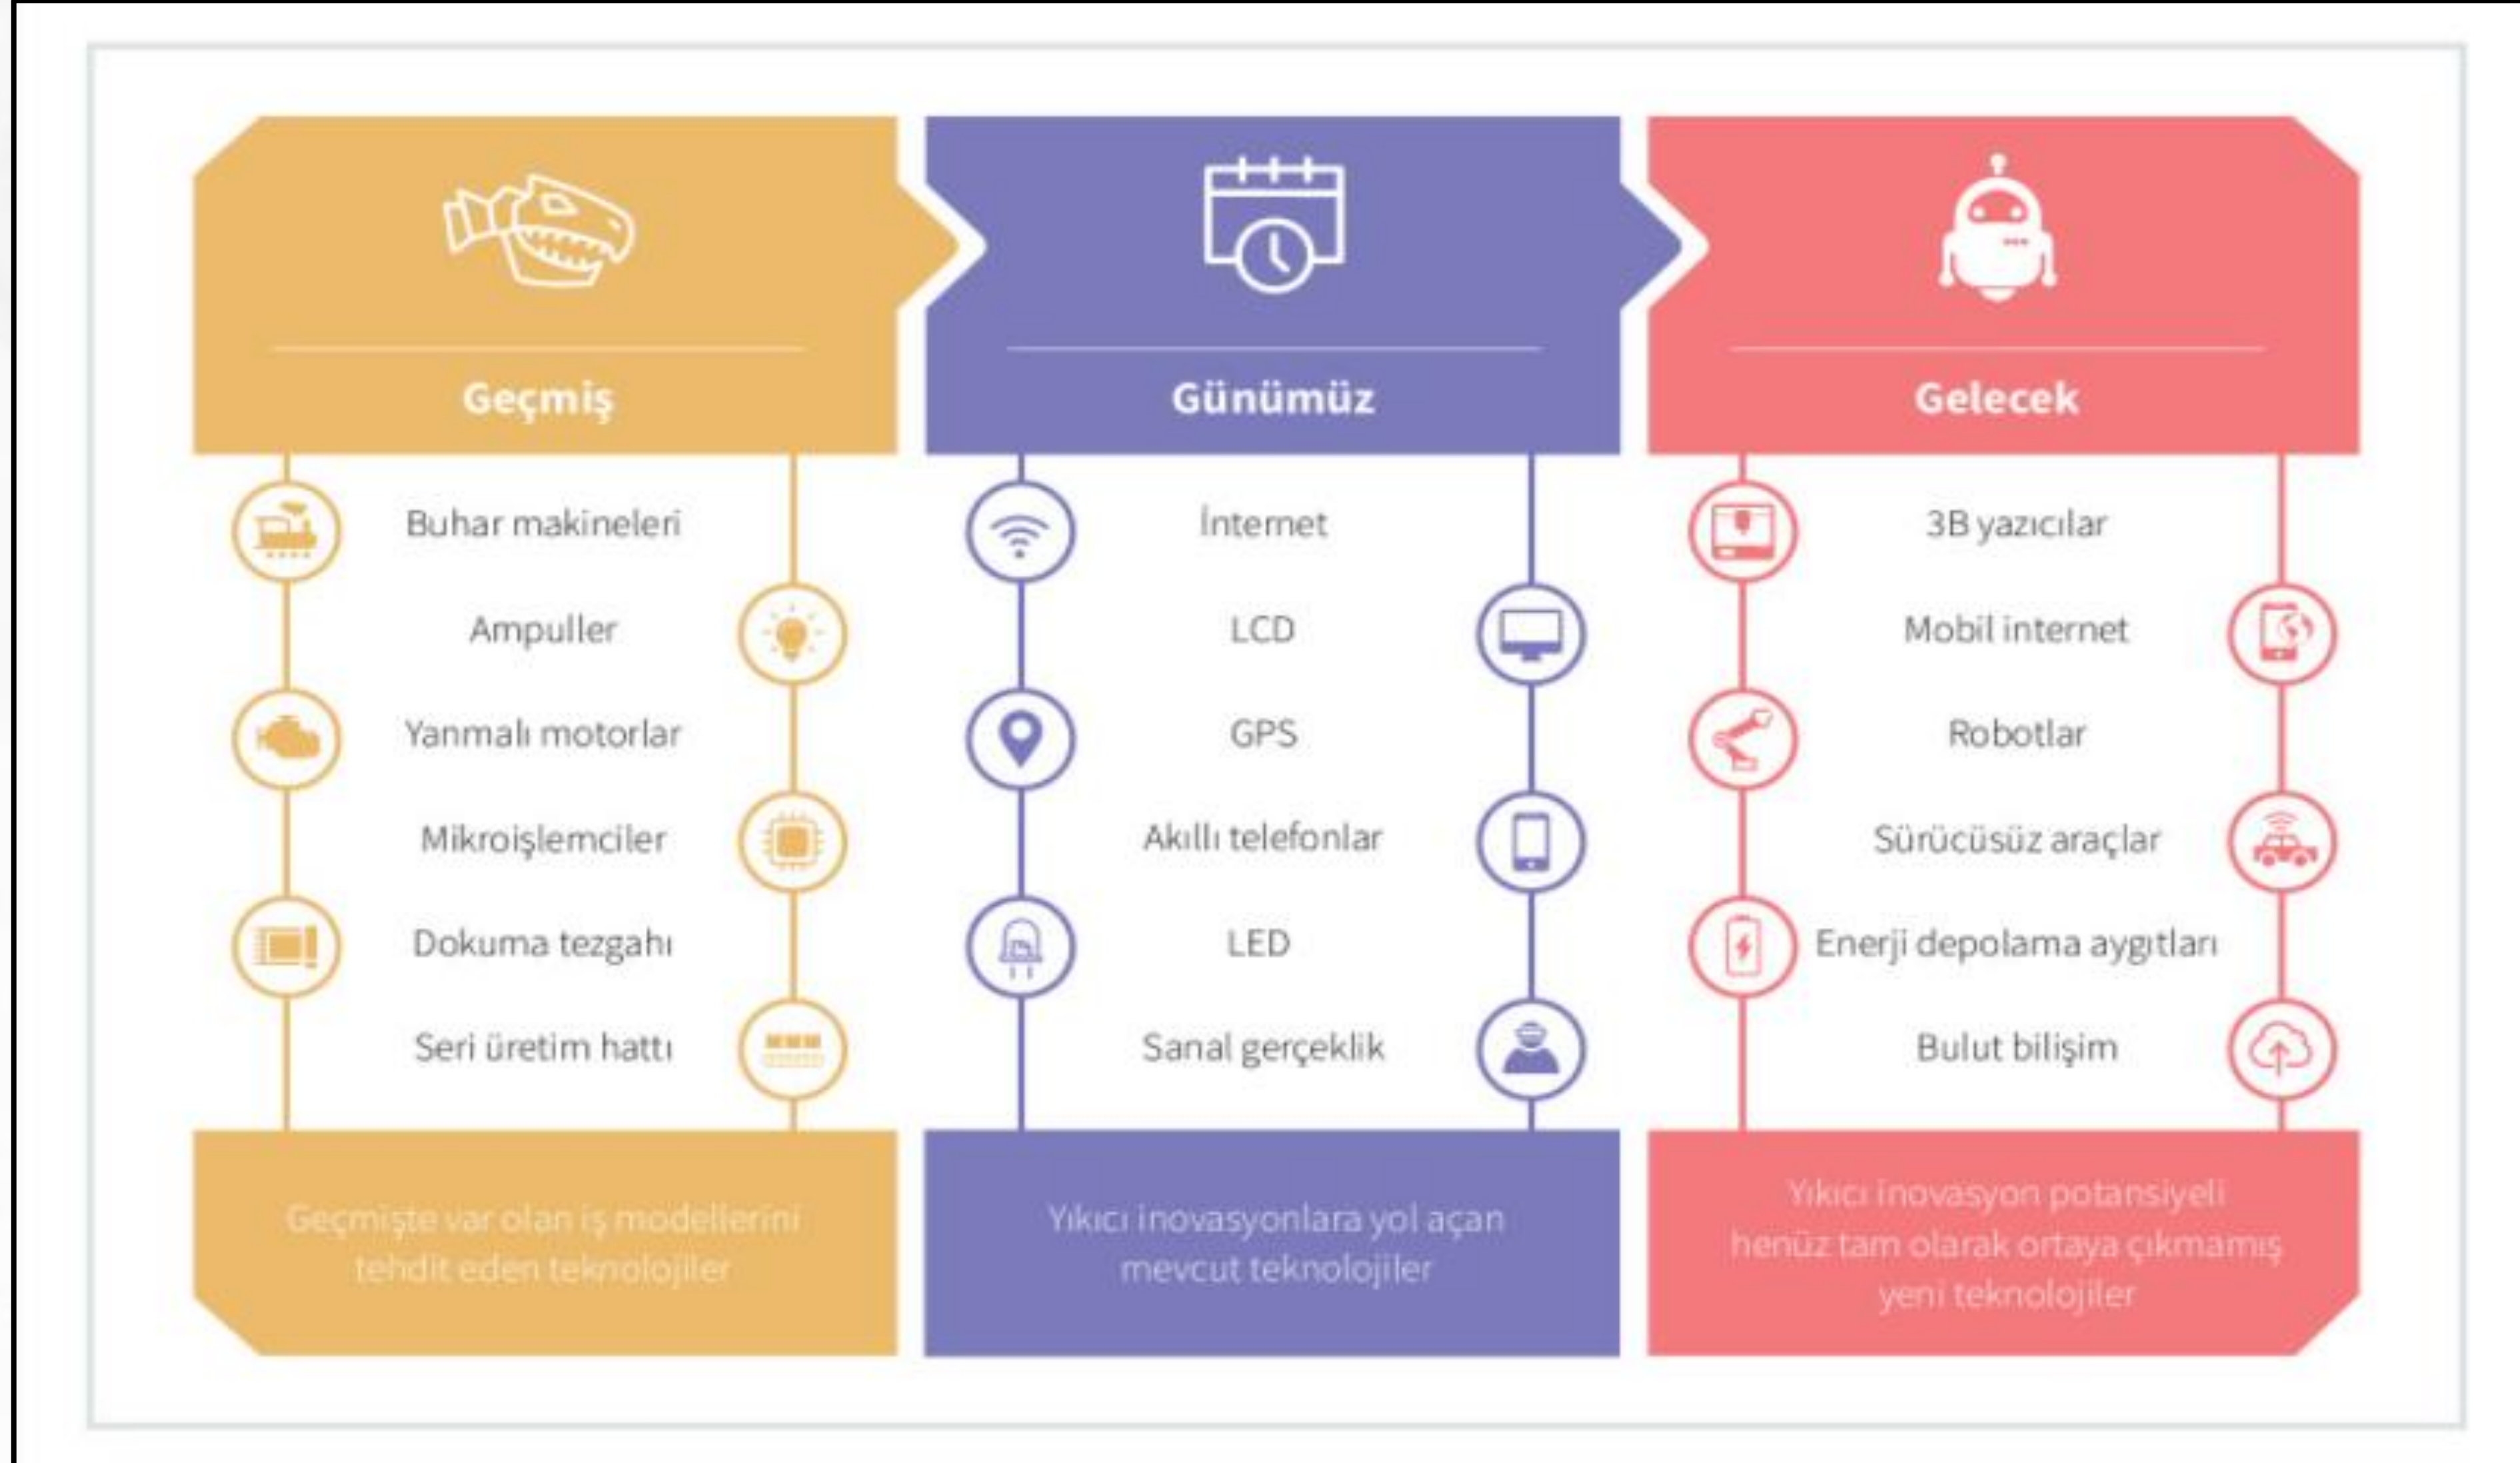 Geçmiş
Buhar makineleri
Ampuller
Yanmalı motorlar
Mikroişlemciler
Dokuma tezgahı
Seri üretim hattı
Geçmişte var olan iş modellerini
tehdit eden teknolojiler
Günümüz
İnternet
LCD
GPS
Akıllı telefonlar
LED
Sanal gerçeklik
Yıkıcı inovasyonlara yol açan
mevcut teknolojiler
Gelecek
3B yazıcılar
Mobil internet
Robotlar
Sürücüsüz araçlar
Enerji depolama aygıtları
Bulut bilişim
Yıkıcı inovasyon potansiyeli
henüz tam olarak ortaya çıkmamış
yeni teknolojiler